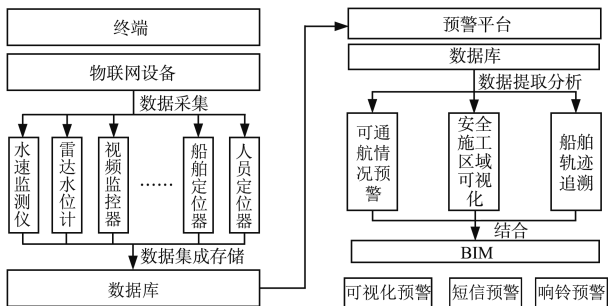 终端
物联网设备
数据采集
水速监测仪
雷达水位计
视频监控器
……
船舶定位器
人员定位器
数据集成存储
数据库
预警平台
数据库
数据提取分析
可通
航情
况预
警
安全
施工
区域
可视
化
船舶
轨迹
追溯
结合
BIM
可视化预警
短信预警
响铃预警